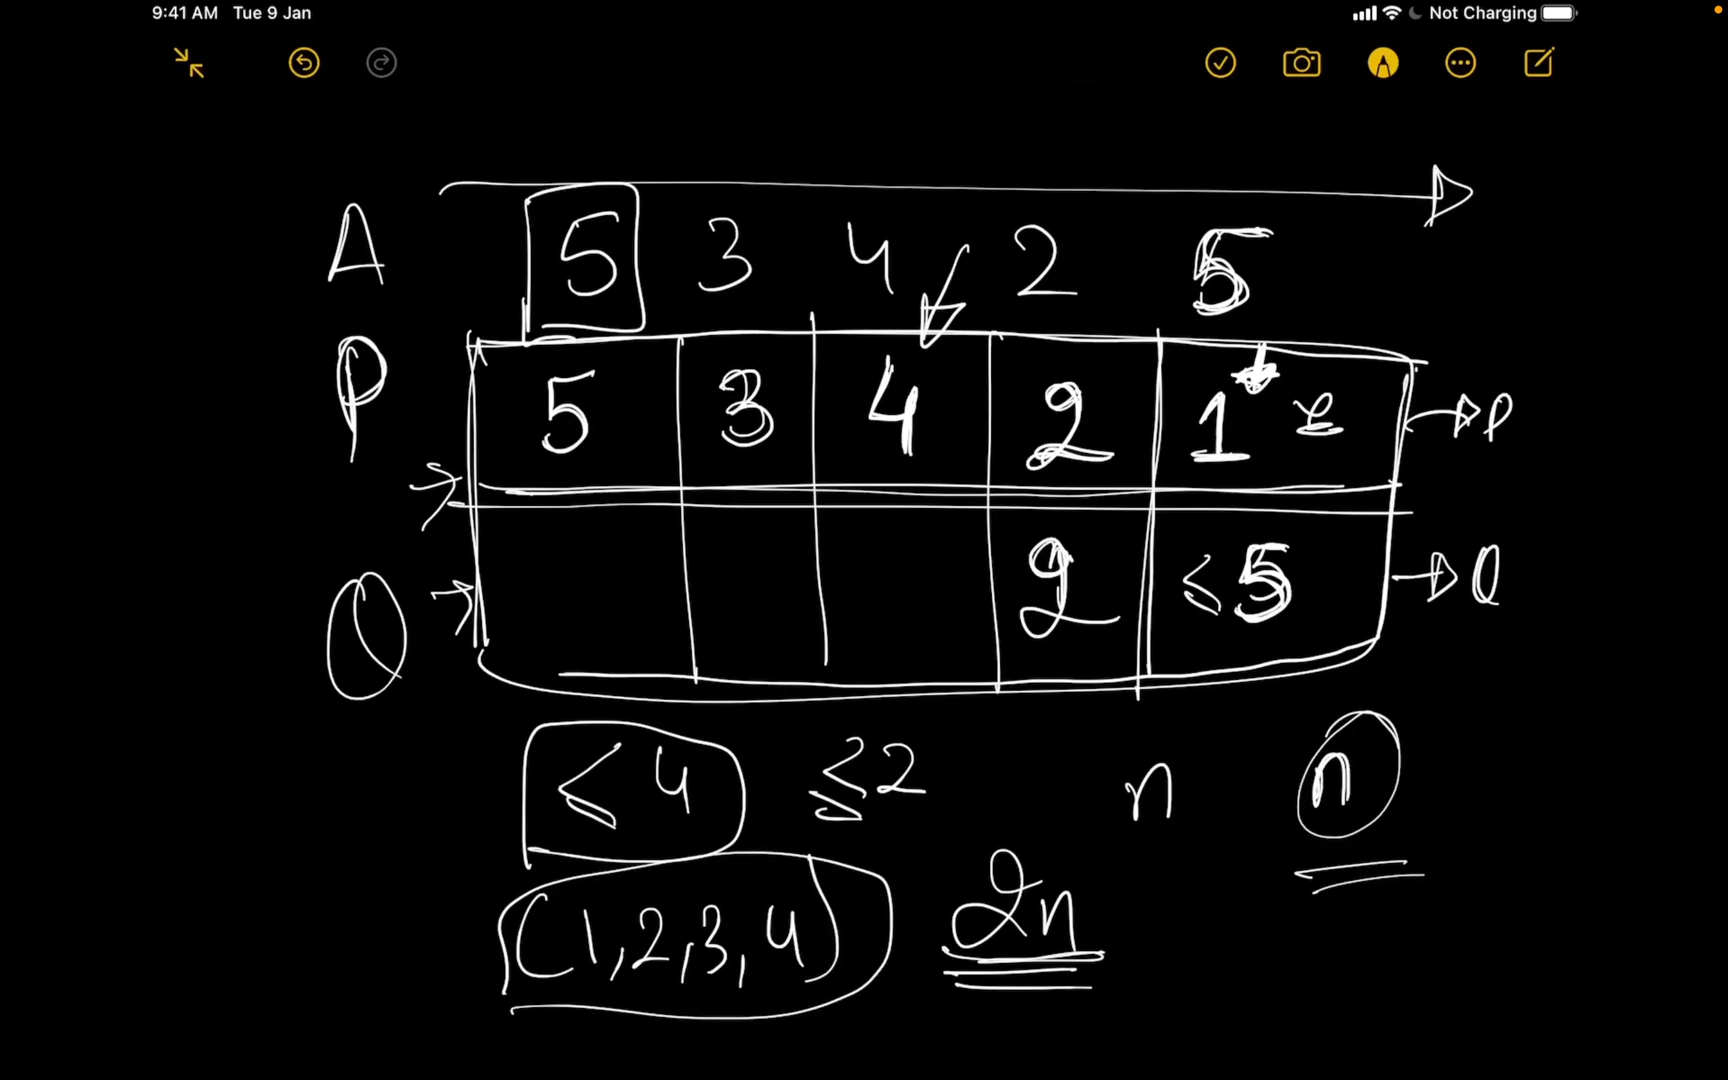 9:41 AM Tue 9 Jan Not Charging
A 5 3 4 2 5
P 5 3 4 2 1 → P
Q 2 ≤ 5 → Q
≤ 4 ≤ 2 n n
(1,2,3,4) 2n